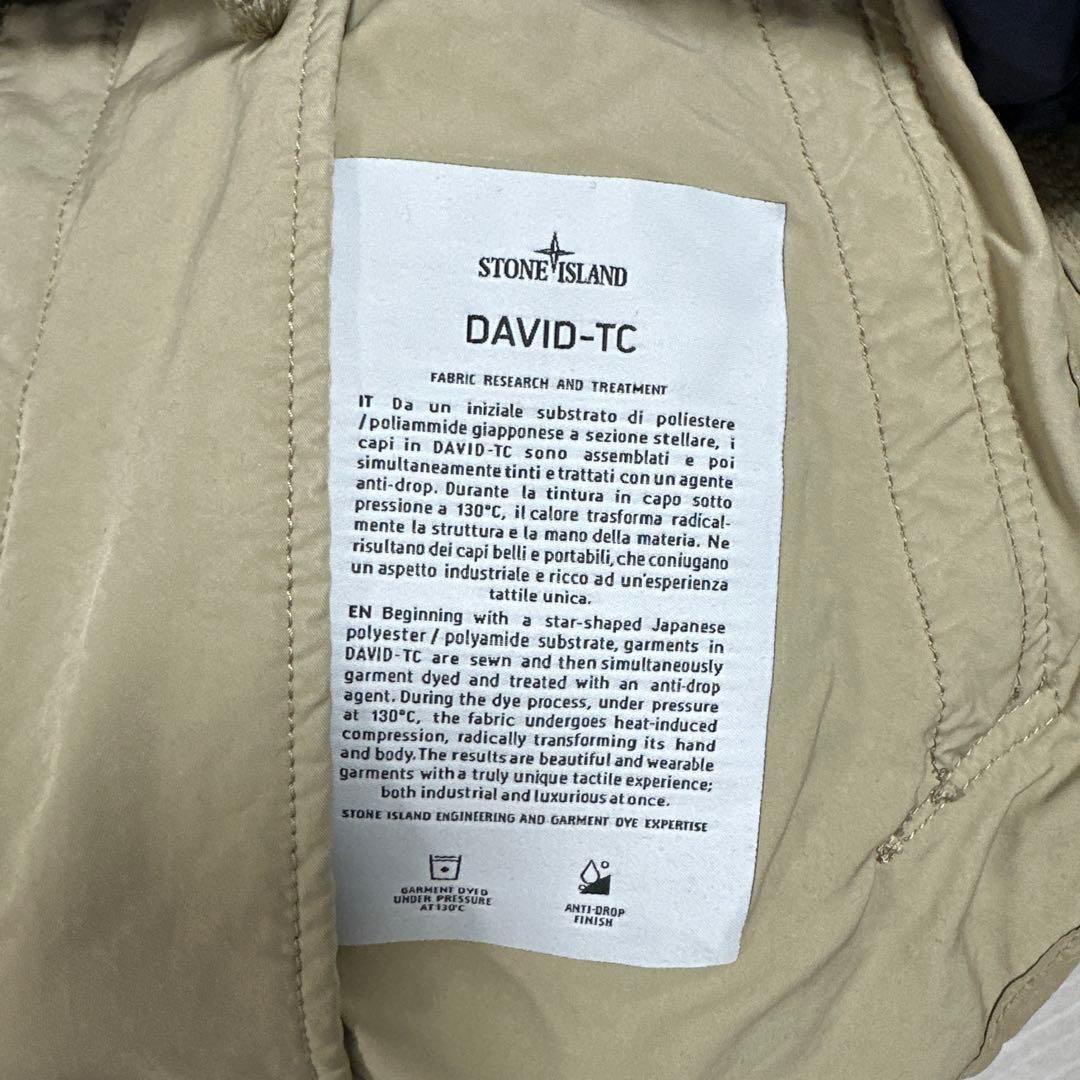 STONE ISLAND
DAVID-TC
FABRIC RESEARCH AND TREATMENT
IT Da un iniziale substrato di poliestere
/poliammide giapponese a sezione stellare, i
capi in DAVID-TC sono assemblati e poi
simultaneamente tinti e trattati con un agente
anti-drop. Durante la tintura in capo sotto
pressione a 130°C, il calore trasforma radical-
mente la struttura e la mano della materia. Ne
risultano dei capi belli e portabili, che coniugano
un aspetto industriale e ricco ad un'esperienza
tattile unica.
EN Beginning with a star-shaped Japanese
polyester / polyamide substrate, garments in
DAVID-TC are sewn and then simultaneously
garment dyed and treated with an anti-drop
agent. During the dye process, under pressure
at 130°C, the fabric undergoes heat-induced
compression, radically transforming its hand
and body. The results are beautiful and wearable
garments with a truly unique tactile experience;
both industrial and luxurious at once.
STONE ISLAND ENGINEERING AND GARMENT DYE EXPERTISE
GARMENT DYED
UNDER PRESSURE
AT 130°C
ANTI-DROP
FINISH